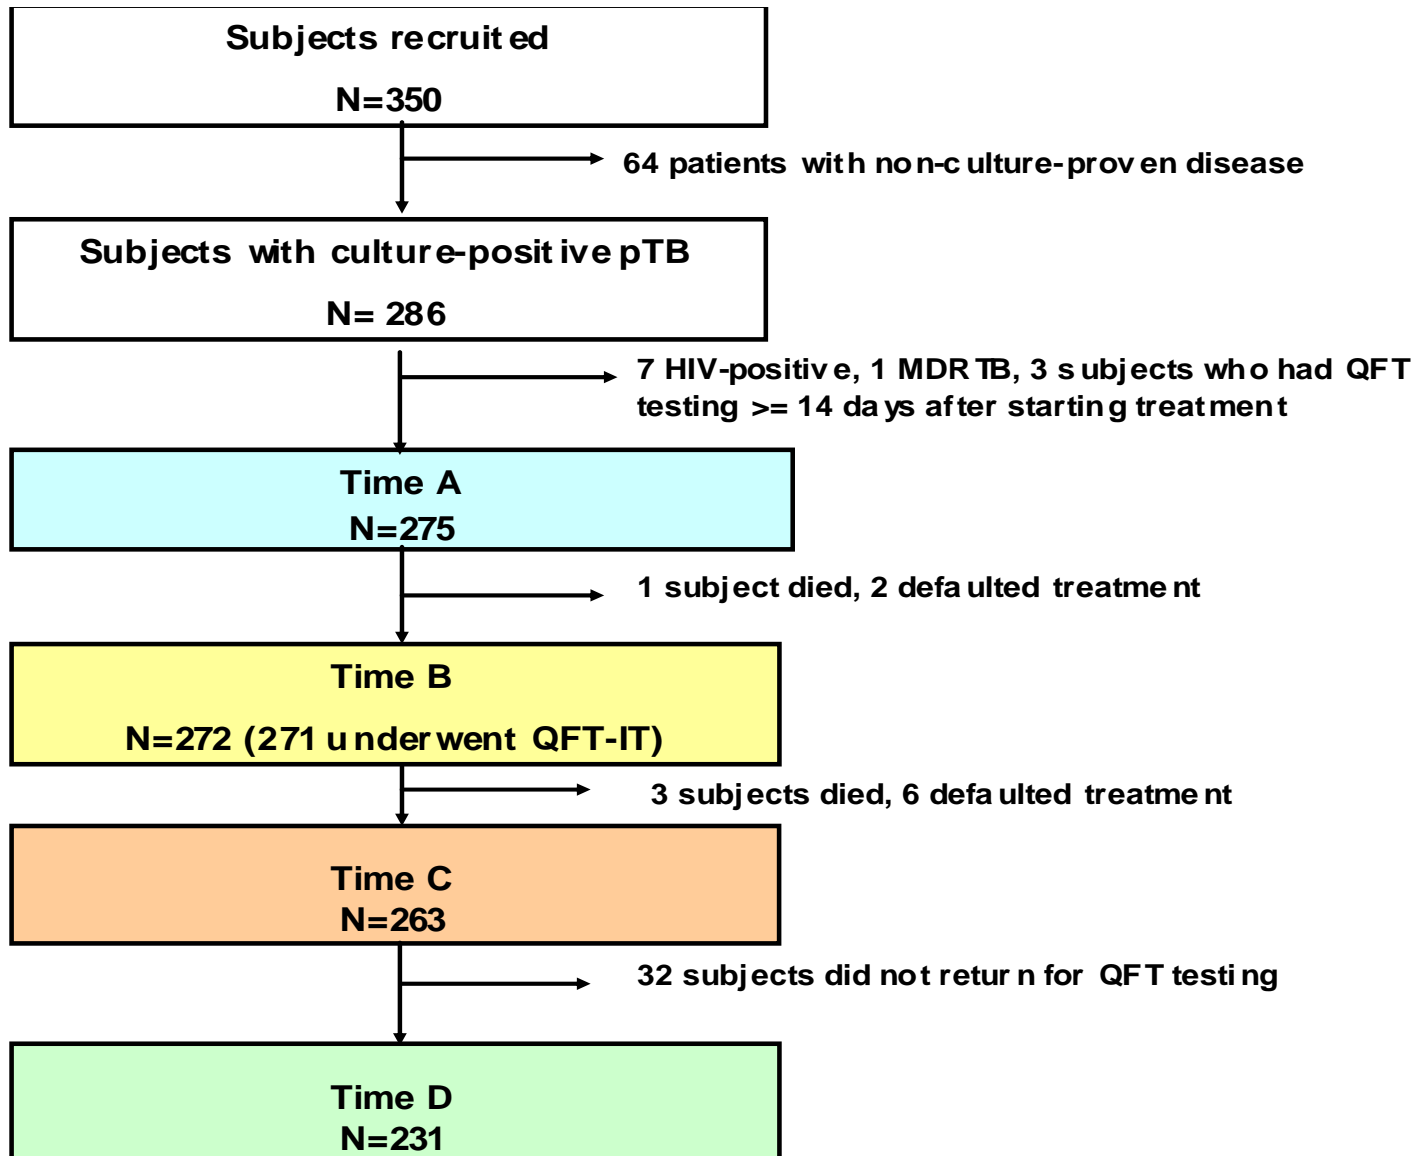 Subjects recruited
N=350
64 patients with non-culture-proven disease
Subjects with culture-positive pTB
N= 286
7 HIV-positive, 1 MDRTB, 3 subjects who had QFT
testing >= 14 days after starting treatment
Time A
N=275
1 subject died, 2 defaulted treatment
Time B
N=272 (271 underwent QFT-IT)
3 subjects died, 6 defaulted treatment
Time C
N=263
32 subjects did not return for QFT testing
Time D
N=231